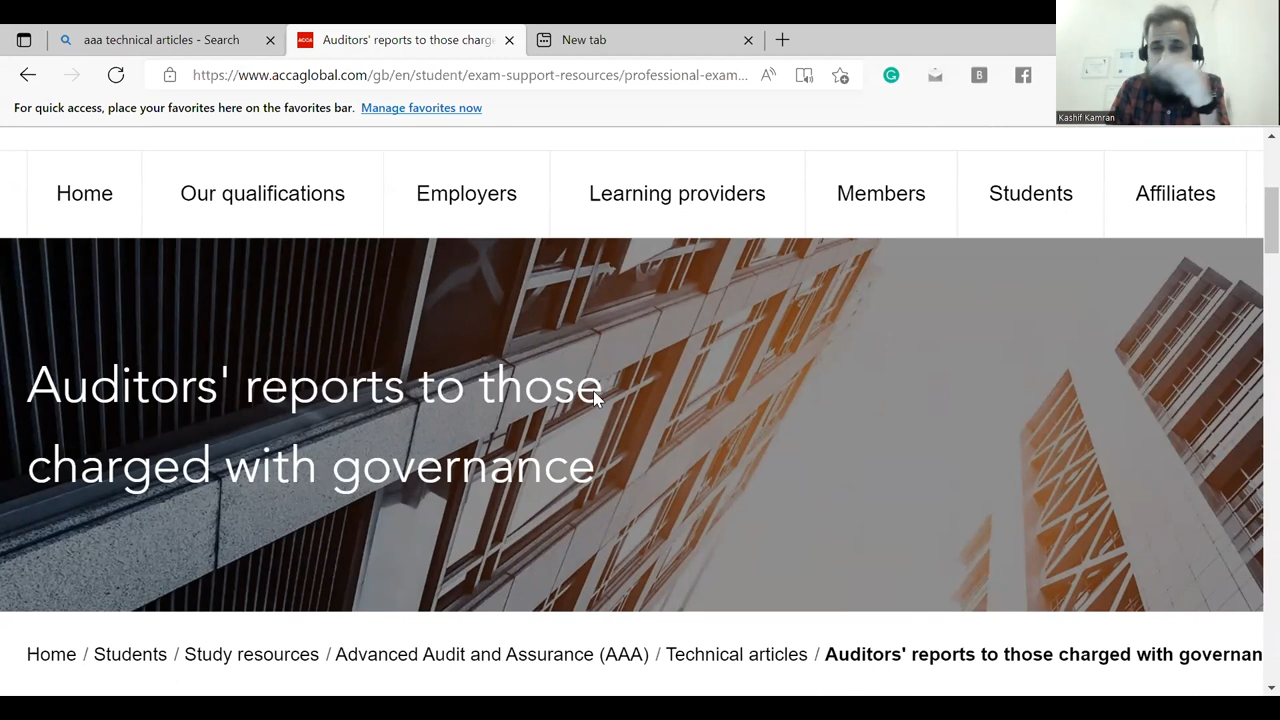 aaa technical articles - Search
ACCA
Auditors' reports to those charg
New tab
https://www.accaglobal.com/gb/en/student/exam-support-resources/professional-exam...
B
For quick access, place your favorites here on the favorites bar. Manage favorites now
Kashif Kamran
Home
Our qualifications
Employers
Learning providers
Members
Students
Affiliates
Auditors' reports to those
charged with governance
Home / Students / Study resources / Advanced Audit and Assurance (AAA) / Technical articles / Auditors' reports to those charged with governan